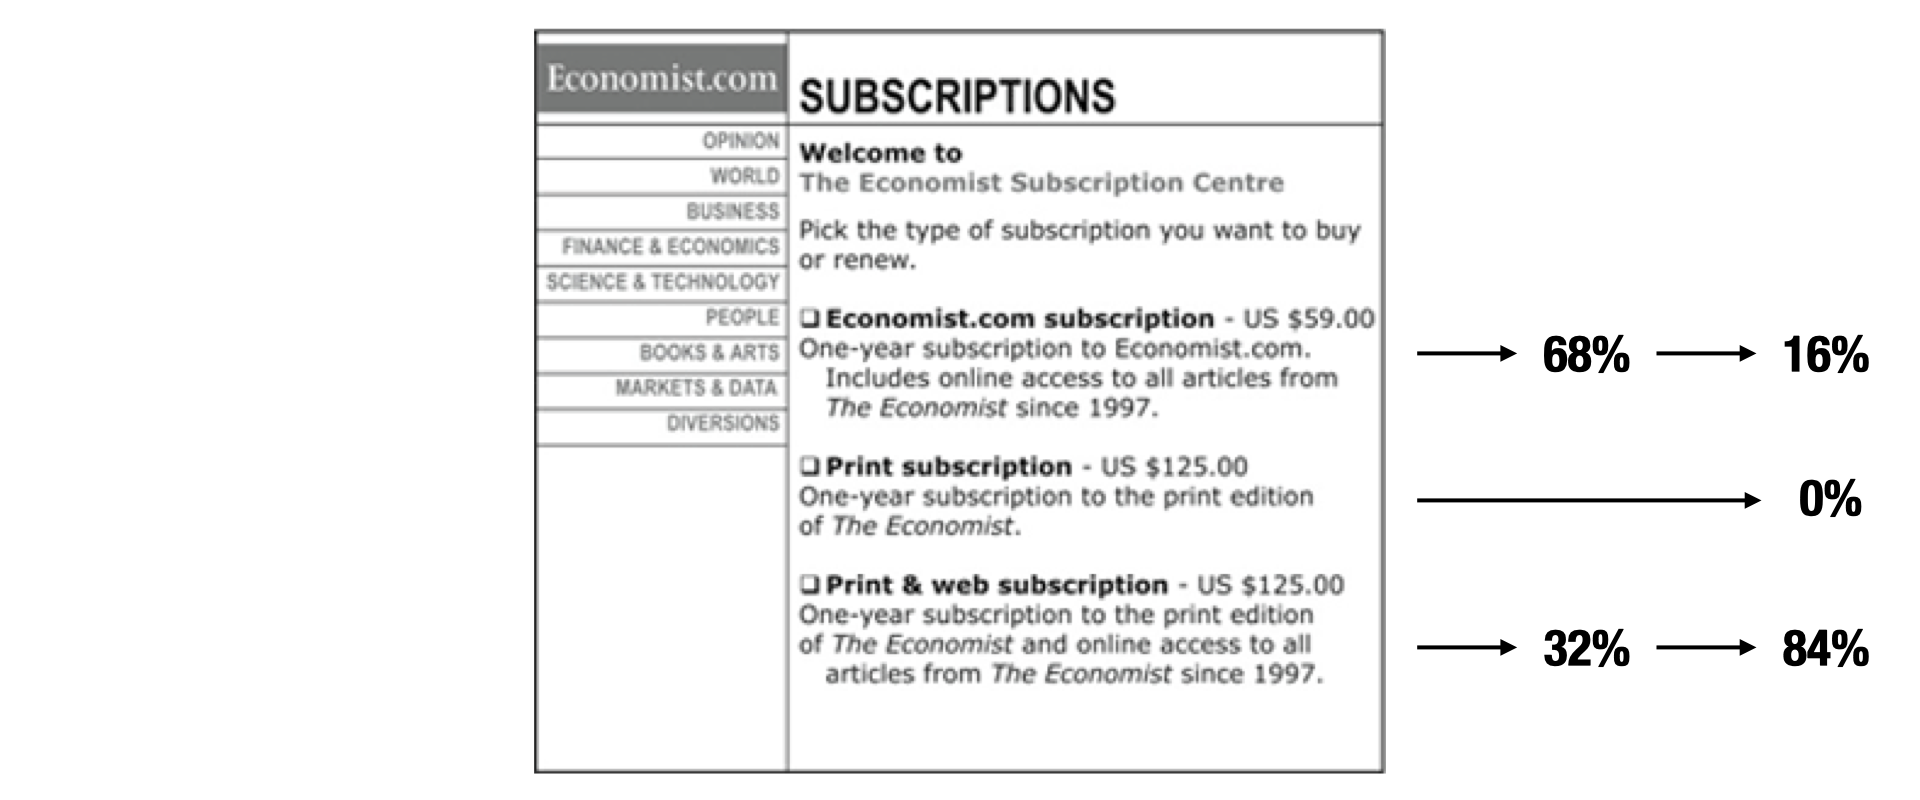 Economist.com
OPINION
WORLD
BUSINESS
FINANCE & ECONOMICS
SCIENCE & TECHNOLOGY
PEOPLE
BOOKS & ARTS
MARKETS & DATA
DIVERSIONS
SUBSCRIPTIONS
Welcome to
The Economist Subscription Centre
Pick the type of subscription you want to buy
or renew.
❑ Economist.com subscription - US $59.00
One-year subscription to Economist.com.
Includes online access to all articles from
The Economist since 1997.
❑ Print subscription - US $125.00
One-year subscription to the print edition
of The Economist.
❑ Print & web subscription - US $125.00
One-year subscription to the print edition
of The Economist and online access to all
articles from The Economist since 1997.
68% 16%
0%
32% 84%